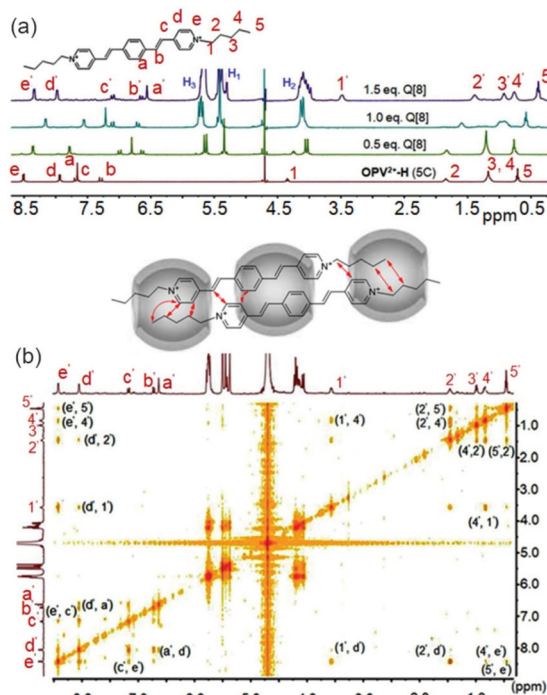 (a)
d e 1 2 3 4 5
c b a
N+
N+
e' d' c' b' a' H3 H1 H2 1' 2' 3' 4' 5'
1.5 eq. Q[8]
1.0 eq. Q[8]
a
0.5 eq. Q[8]
e d c b 1 OPV²⁺-H (5C) 2 3, 4 5
8.5 7.5 6.5 5.5 4.5 3.5 2.5 1.5 0.5
ppm
N+
N+
N+
N+
(b)
e' d' c' b' a' 1' 2' 3' 4' 5'
5' (e', 5') (2', 5')
4' (e', 4') (1', 4') (2', 4') 1.0
3'
2' (d', 2') (4',2') (5',2)
2.0
3.0
1' (d', 1') (4', 1')
4.0
5.0
6.0
a' (e', c') (d', a')
b' 7.0
c'
d' (a', d') (1', d') (2', d') (4', e') 8.0
e' (c', e') (5', e')
(ppm)
(ppm)